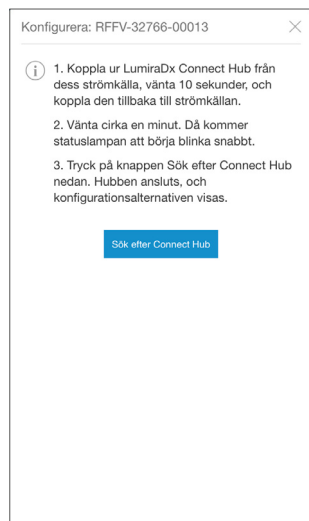 Konfigurera: RFFV-32766-00013
1. Koppla ur LumiraDx Connect Hub från
dess strömkälla, vänta 10 sekunder, och
koppla den tillbaka till strömkällan.
2. Vänta cirka en minut. Då kommer
statuslampan att börja blinka snabbt.
3. Tryck på knappen Sök efter Connect Hub
nedan. Hubben ansluts, och
konfigurationsalternativen visas.
Sök efter Connect Hub